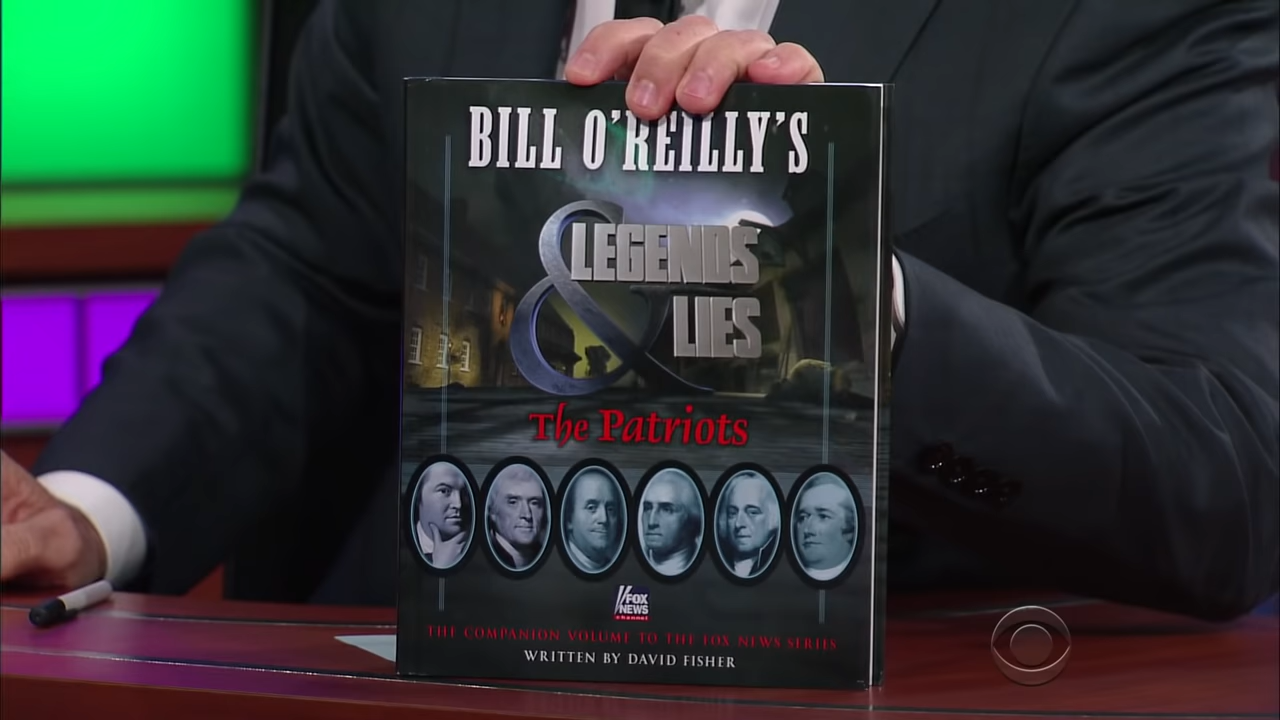 BILL O'REILLY'S
LEGENDS
& LIES
The Patriots
FOX
NEWS
channel
THE COMPANION VOLUME TO THE FOX NEWS SERIES
WRITTEN BY DAVID FISHER